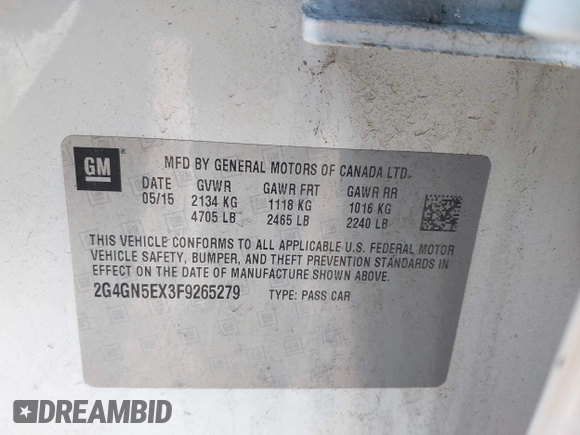 GM
MFD BY GENERAL MOTORS OF CANADA LTD.
DATE GVWR GAWR FRT GAWR RR
05/15 2134 KG 1118 KG 1016 KG
4705 LB 2465 LB 2240 LB
THIS VEHICLE CONFORMS TO ALL APPLICABLE U.S. FEDERAL MOTOR
VEHICLE SAFETY, BUMPER, AND THEFT PREVENTION STANDARDS IN
EFFECT ON THE DATE OF MANUFACTURE SHOWN ABOVE.
2G4GN5EX3F9265279 TYPE: PASS CAR
DREAMBID